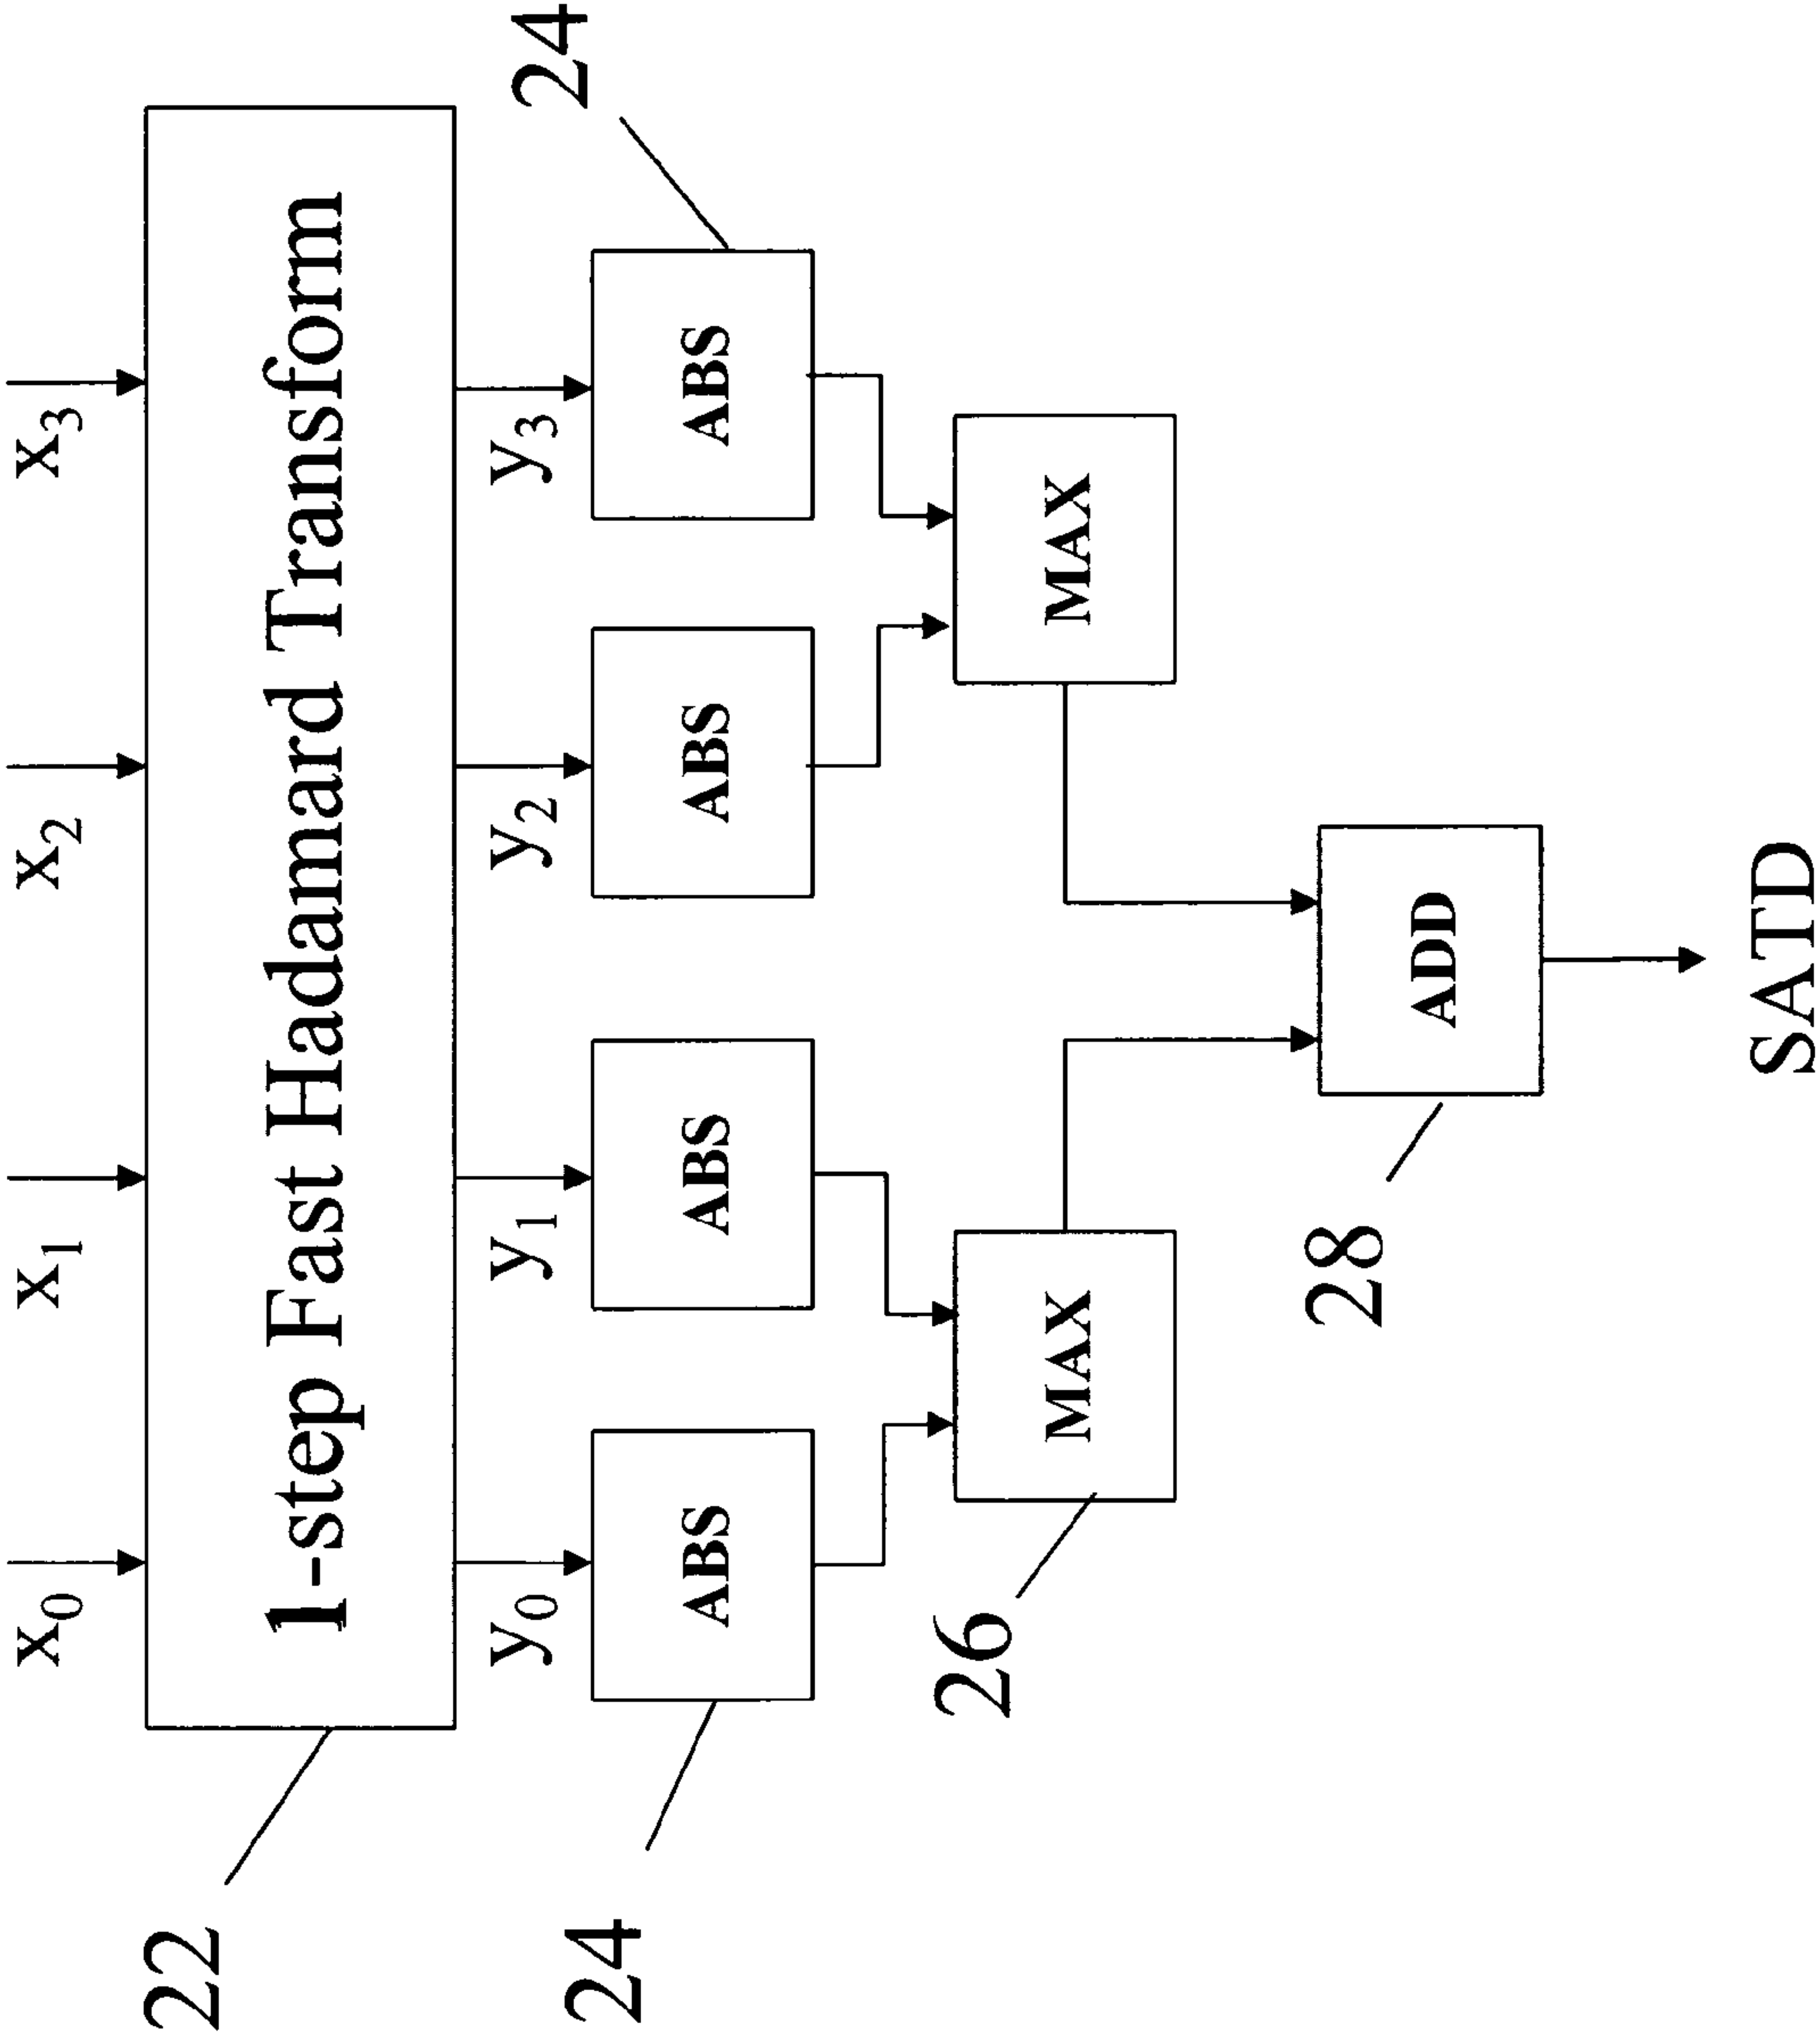 x₀ x₁ x₂ x₃
22
1-step Fast Hadamard Transform
y₀ y₁ y₂ y₃
24
24
ABS ABS ABS ABS
26
MAX MAX
28
ADD
SATD